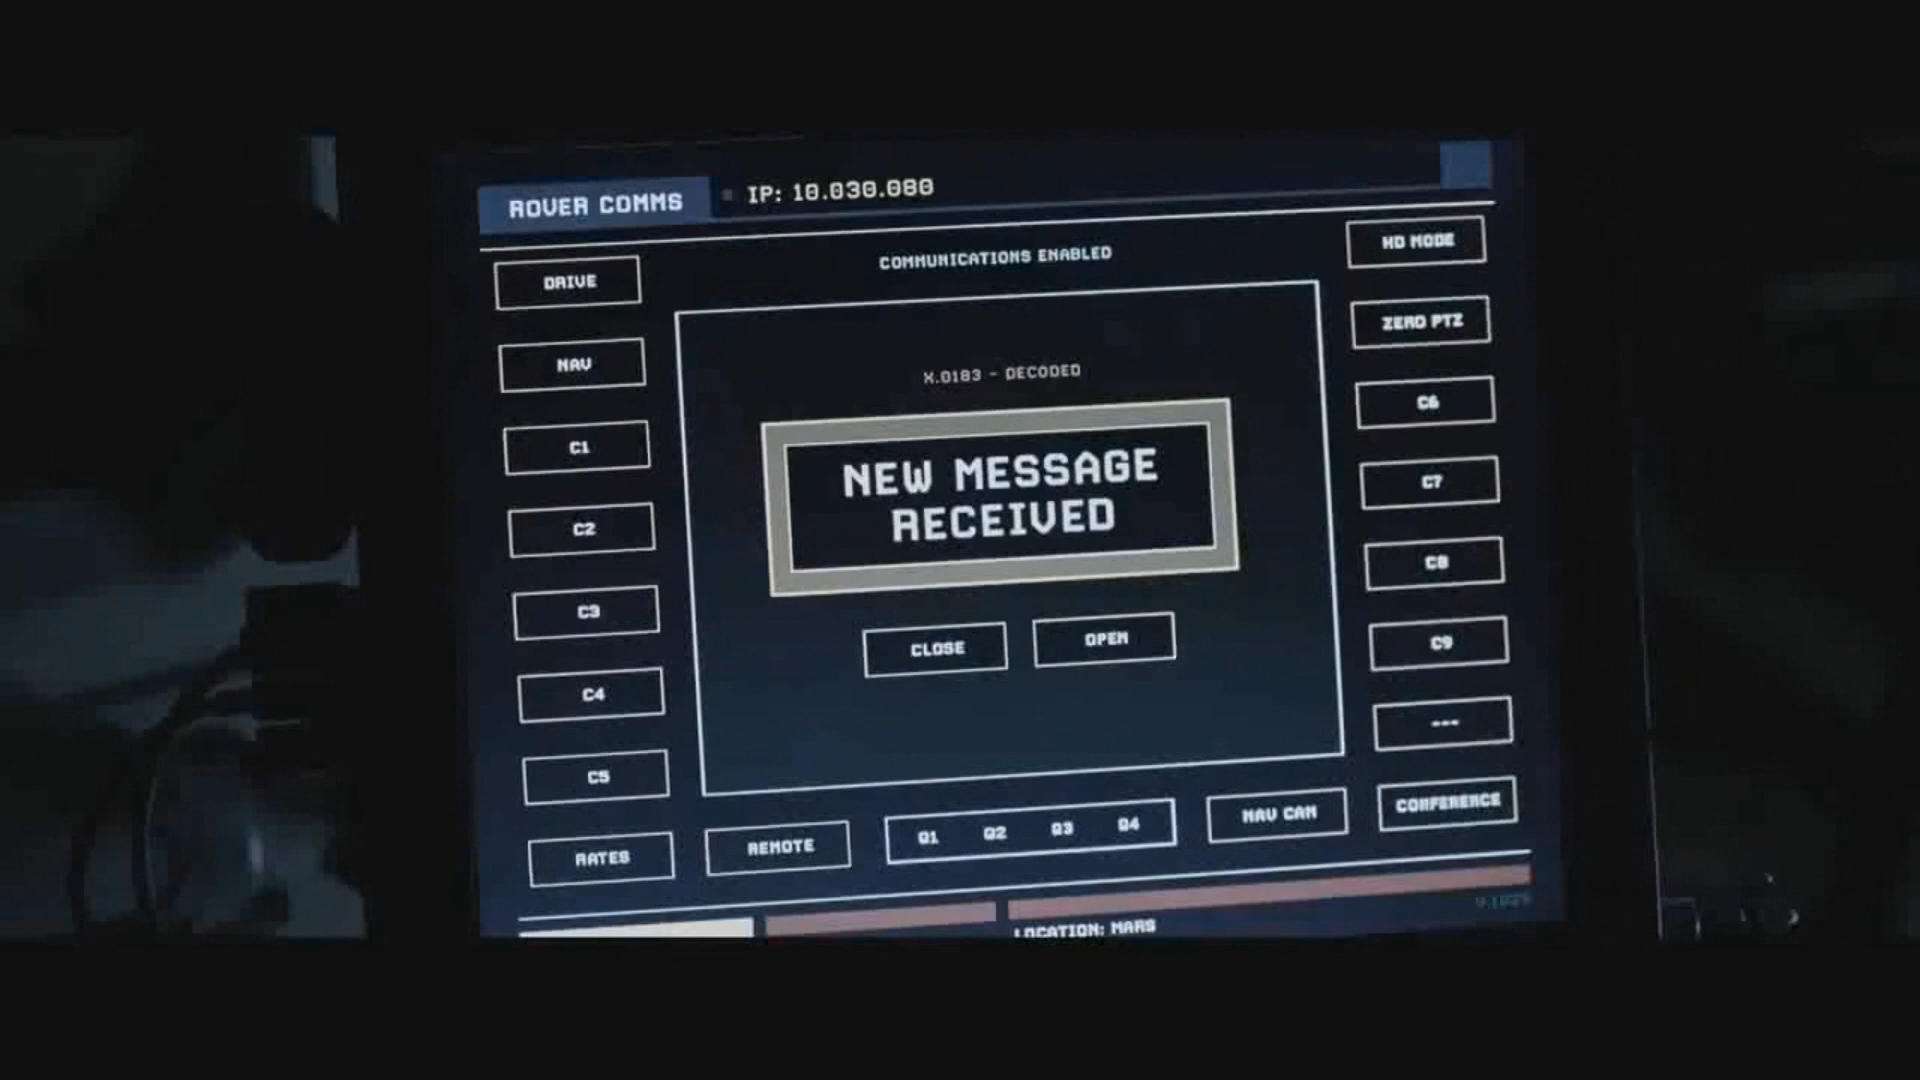 ROVER COMMS
IP: 10.030.080
COMMUNICATIONS ENABLED
HD MODE
DRIVE
ZERO PTZ
NAV
X.0183 - DECODED
C6
C1
NEW MESSAGE
RECEIVED
C7
C2
C8
C3
CLOSE
OPEN
C9
C4
---
C5
CONFERENCE
RATES
REMOTE
Q1 Q2 Q3 Q4
NAV CAM
LOCATION: MARS